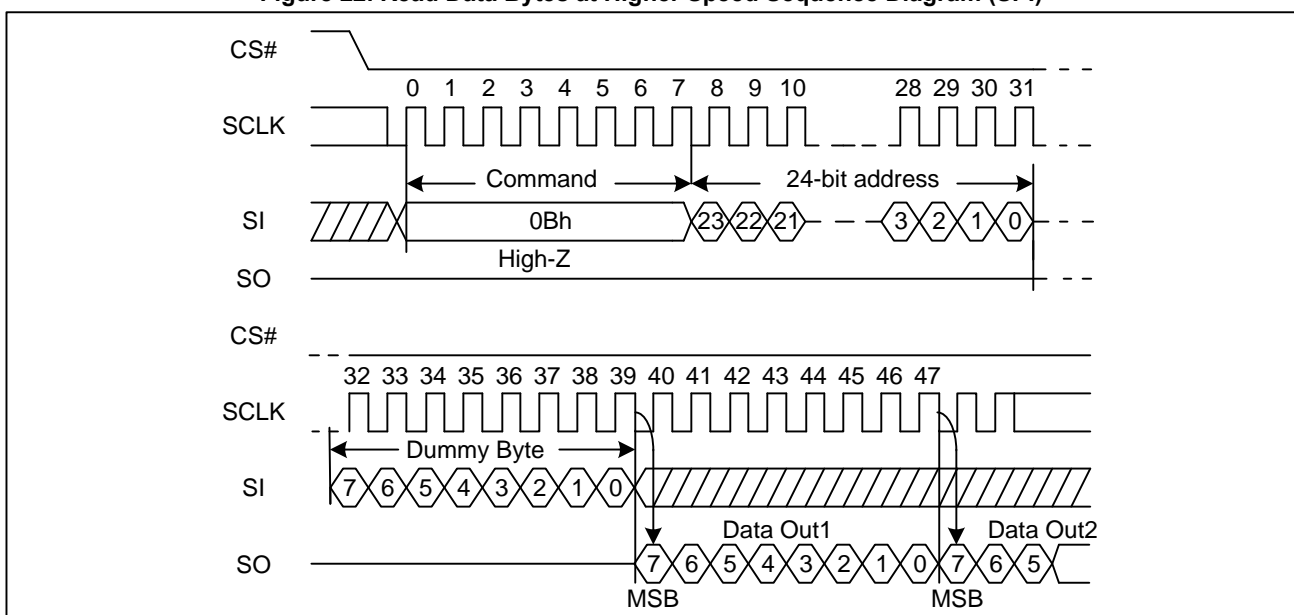 CS#
0 1 2 3 4 5 6 7 8 9 10 28 29 30 31
SCLK
Command 24-bit address
SI 0Bh 23 22 21 3 2 1 0
High-Z
SO
CS#
32 33 34 35 36 37 38 39 40 41 42 43 44 45 46 47
SCLK
Dummy Byte
SI 7 6 5 4 3 2 1 0
Data Out1 Data Out2
SO 7 6 5 4 3 2 1 0 7 6 5
MSB MSB